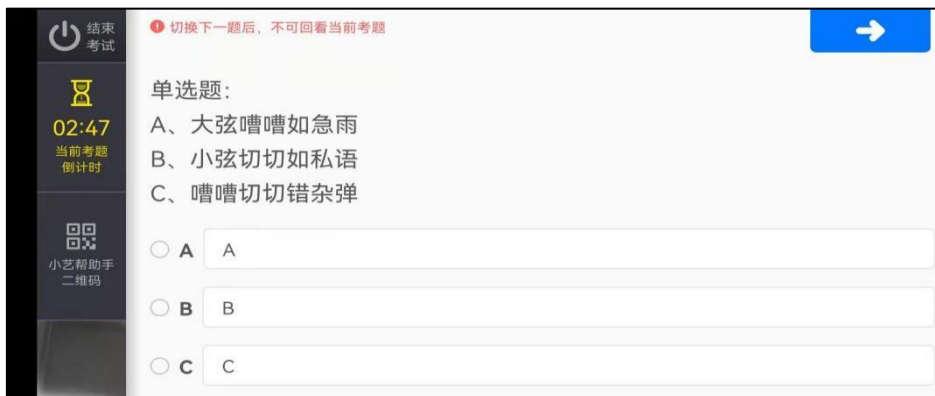 结束
考试
切换下一题后，不可回看当前考题
02:47
当前考题
倒计时
小艺帮助手
二维码
单选题：
A、大弦嘈嘈如急雨
B、小弦切切如私语
C、嘈嘈切切错杂弹
A A
B B
C C